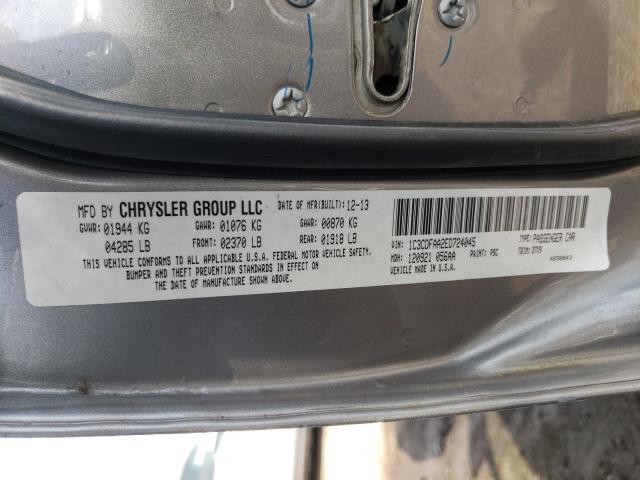 MFD BY CHRYSLER GROUP LLC DATE OF MFR(BUILT): 12-13
GVWR: 01944 KG GAWR: 01076 KG GAWR: 00870 KG
04285 LB FRONT: 02370 LB REAR: 01918 LB
THIS VEHICLE CONFORMS TO ALL APPLICABLE U.S.A. FEDERAL MOTOR VEHICLE SAFETY,
BUMPER AND THEFT PREVENTION STANDARDS IN EFFECT ON
THE DATE OF MANUFACTURE SHOWN ABOVE.
VIN: 1C3CDFAA2ED724045 TYPE: PASSENGER CAR
MDH: 120921 056AA PAINT: PSC TRIM: D7X9
VEHICLE MADE IN U.S.A.